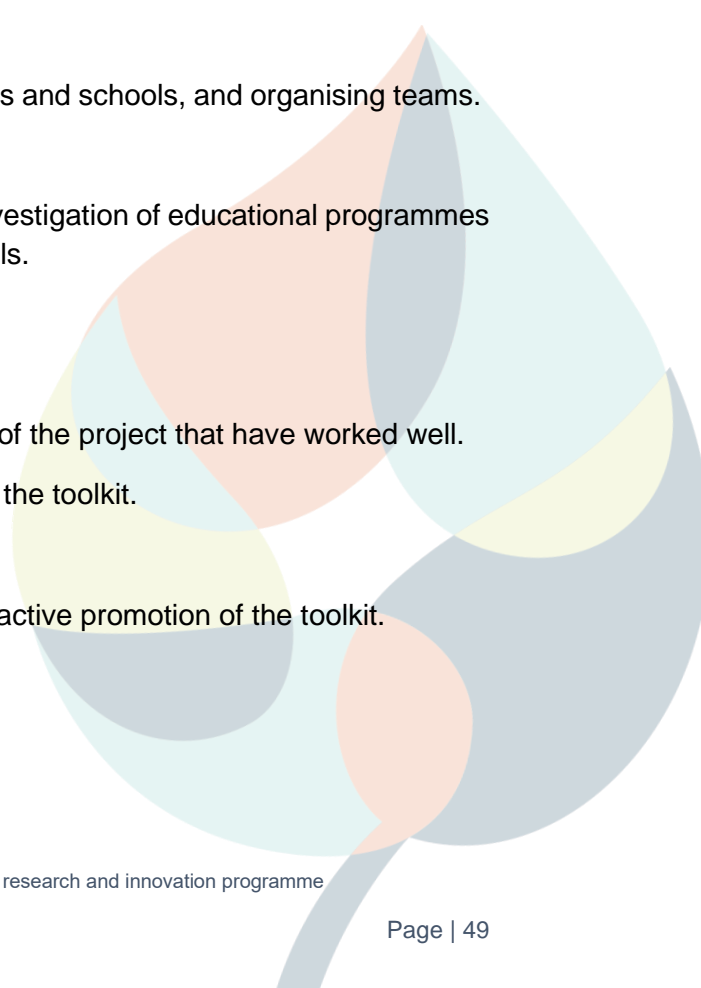 s and schools, and organising teams.
vestigation of educational programmes
ls.
of the project that have worked well.
the toolkit.
active promotion of the toolkit.
research and innovation programme
Page | 49